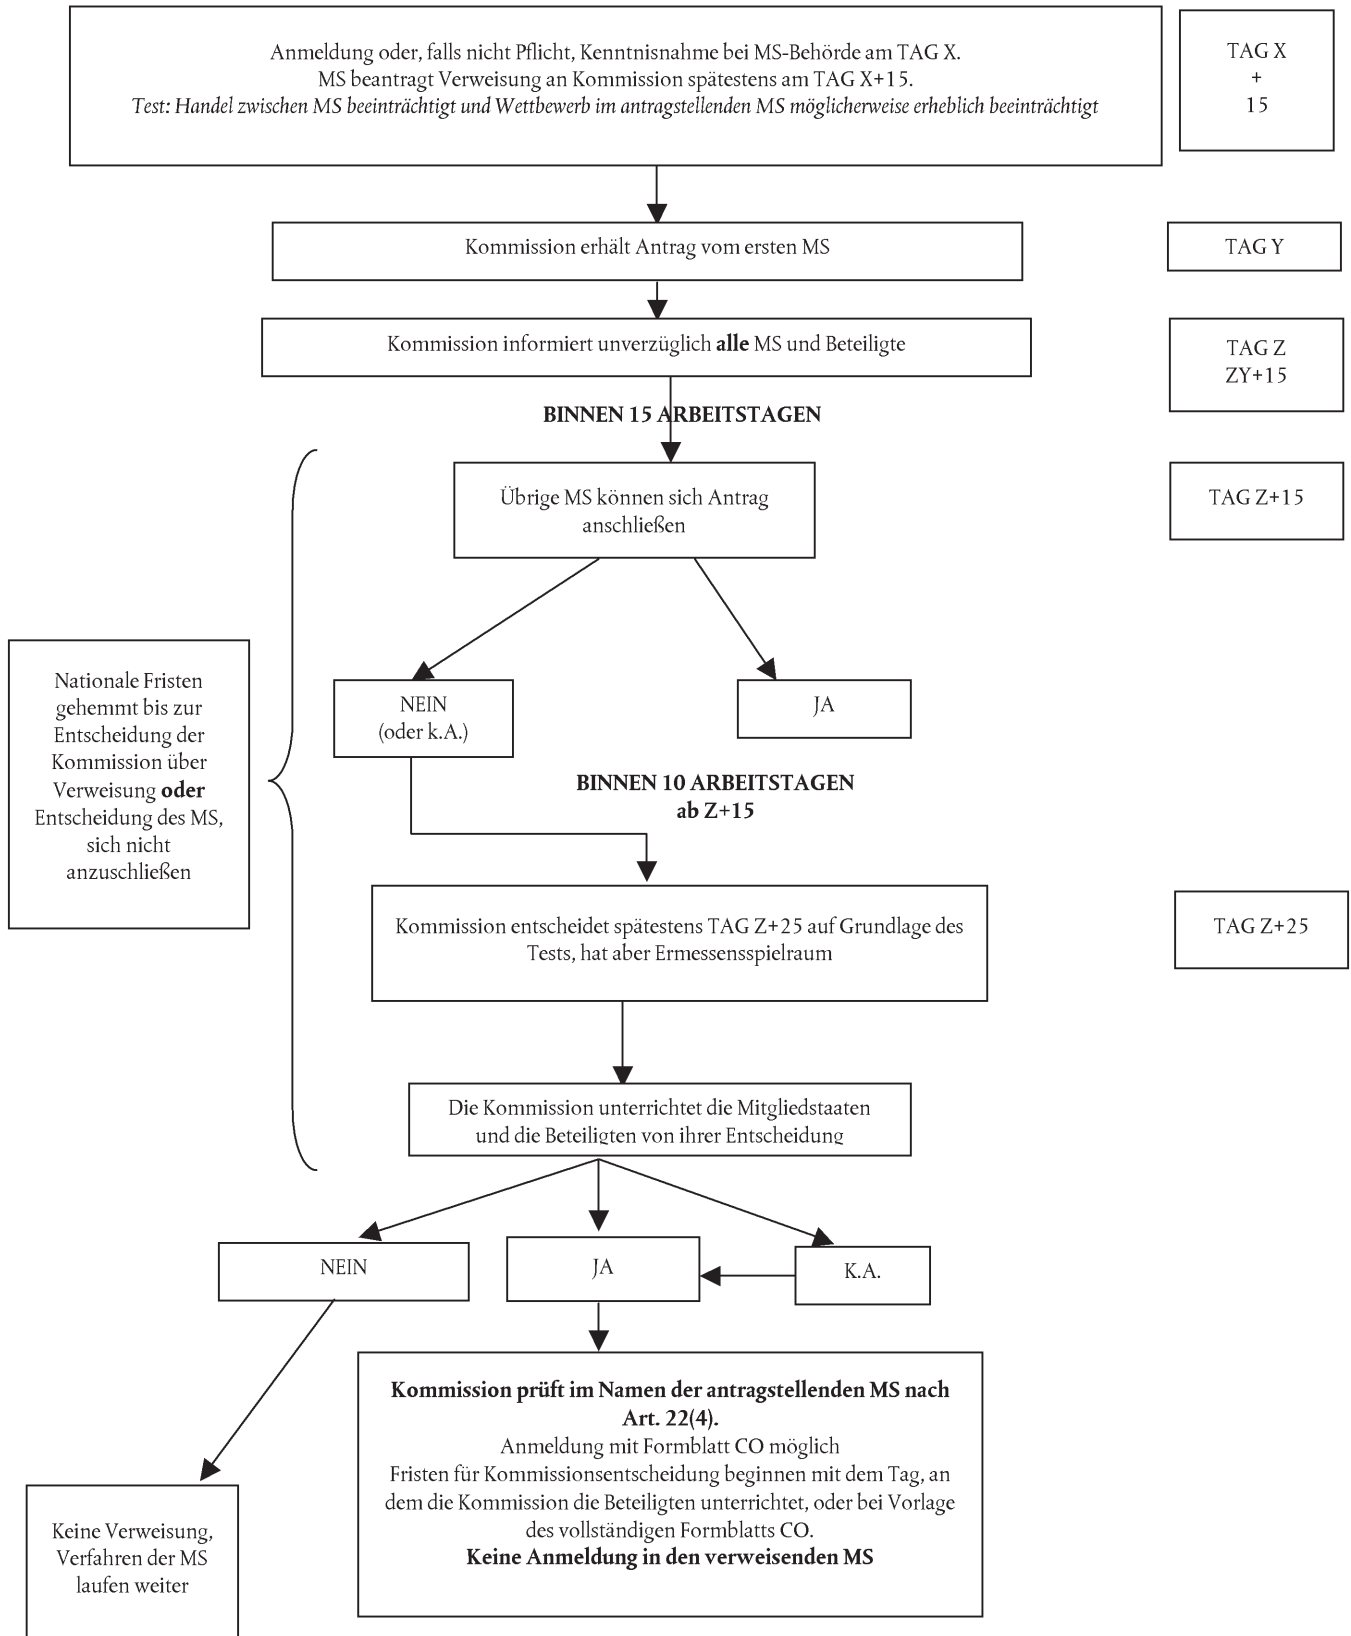 Anmeldung oder, falls nicht Pflicht, Kenntnisnahme bei MS-Behörde am TAG X.
MS beantragt Verweisung an Kommission spätestens am TAG X+15.
Test: Handel zwischen MS beeinträchtigt und Wettbewerb im antragstellenden MS möglicherweise erheblich beeinträchtigt
TAG X
+
15
Kommission erhält Antrag vom ersten MS
TAG Y
Kommission informiert unverzüglich alle MS und Beteiligte
TAG Z
ZY+15
BINNEN 15 ARBEITSTAGEN
Übrige MS können sich Antrag
anschließen
TAG Z+15
Nationale Fristen
gehemmt bis zur
Entscheidung der
Kommission über
Verweisung oder
Entscheidung des MS,
sich nicht
anzuschließen
NEIN
(oder k.A.)
JA
BINNEN 10 ARBEITSTAGEN
ab Z+15
Kommission entscheidet spätestens TAG Z+25 auf Grundlage des
Tests, hat aber Ermessensspielraum
TAG Z+25
Die Kommission unterrichtet die Mitgliedstaaten
und die Beteiligten von ihrer Entscheidung
NEIN
JA
K.A.
Kommission prüft im Namen der antragstellenden MS nach
Art. 22(4).
Anmeldung mit Formblatt CO möglich
Fristen für Kommissionsentscheidung beginnen mit dem Tag, an
dem die Kommission die Beteiligten unterrichtet, oder bei Vorlage
des vollständigen Formblatts CO.
Keine Anmeldung in den verweisenden MS
Keine Verweisung,
Verfahren der MS
laufen weiter